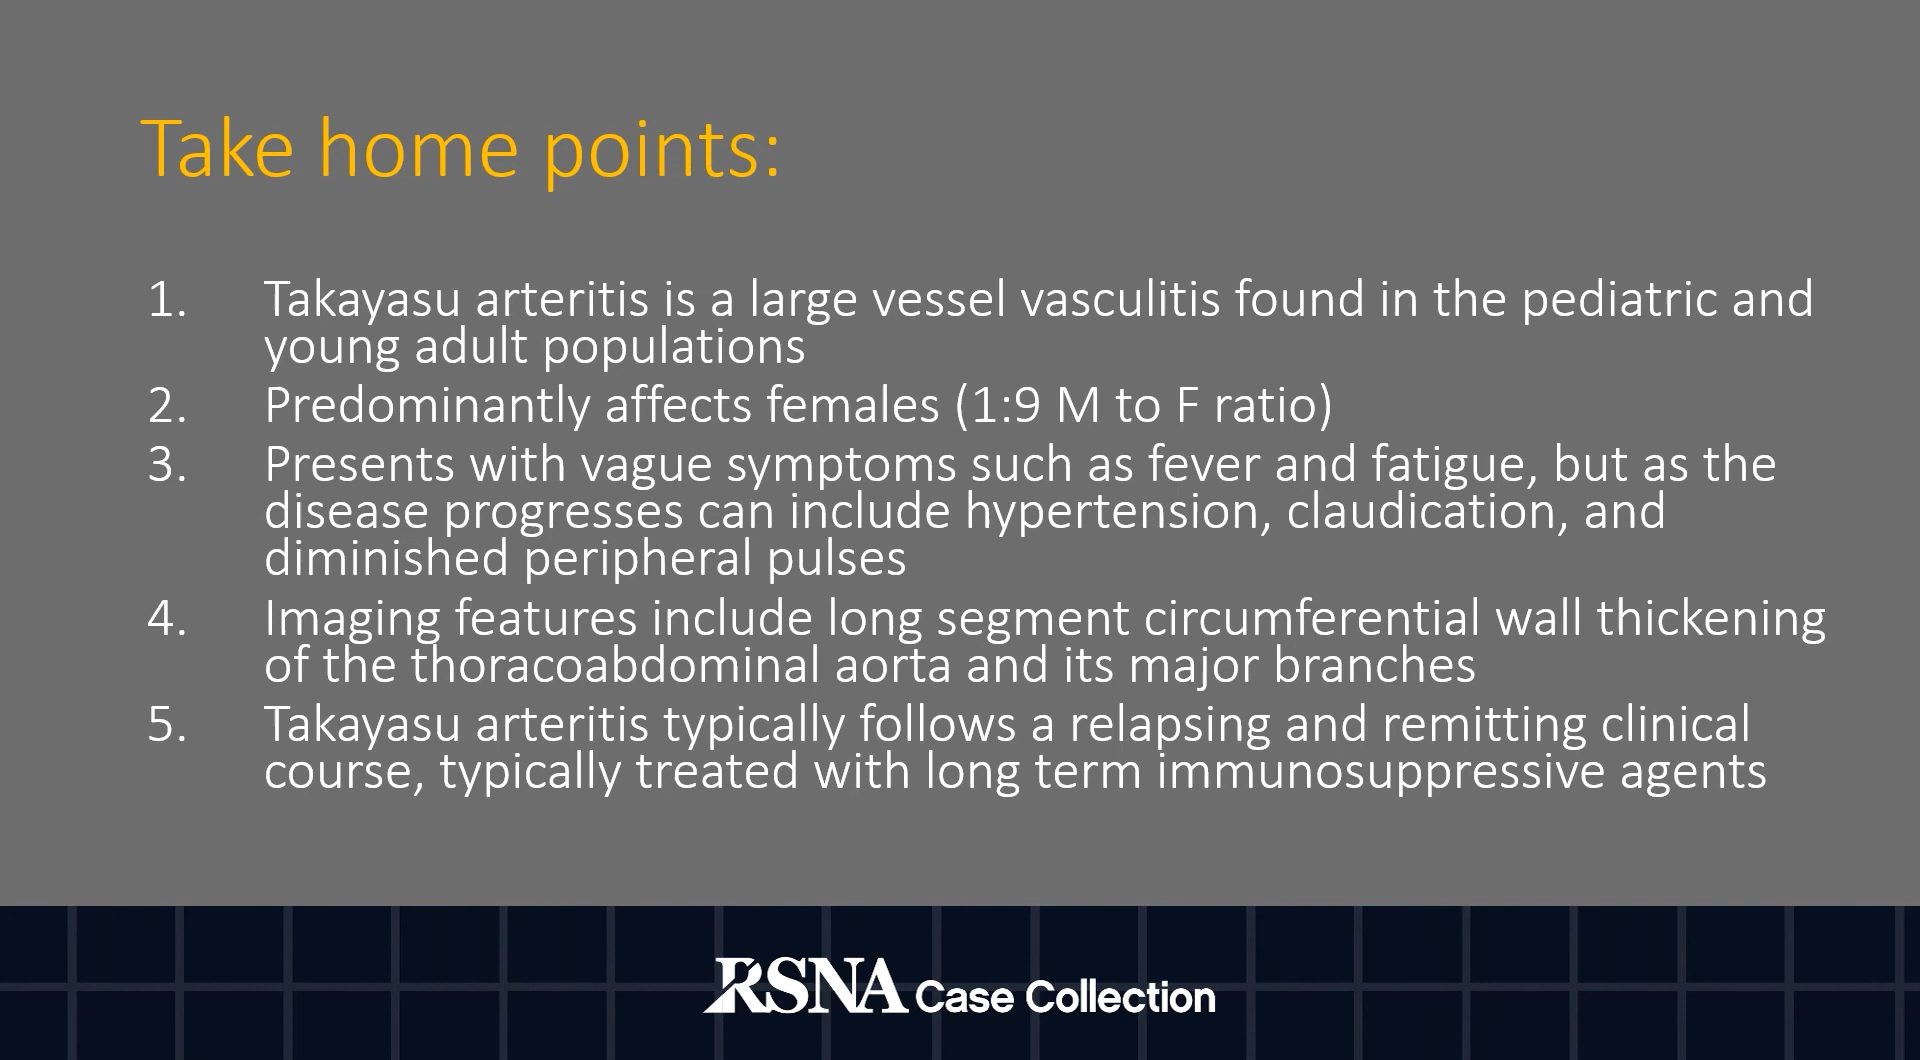 Take home points:
1. Takayasu arteritis is a large vessel vasculitis found in the pediatric and
young adult populations
2. Predominantly affects females (1:9 M to F ratio)
3. Presents with vague symptoms such as fever and fatigue, but as the
disease progresses can include hypertension, claudication, and
diminished peripheral pulses
4. Imaging features include long segment circumferential wall thickening
of the thoracoabdominal aorta and its major branches
5. Takayasu arteritis typically follows a relapsing and remitting clinical
course, typically treated with long term immunosuppressive agents
RSNA Case Collection